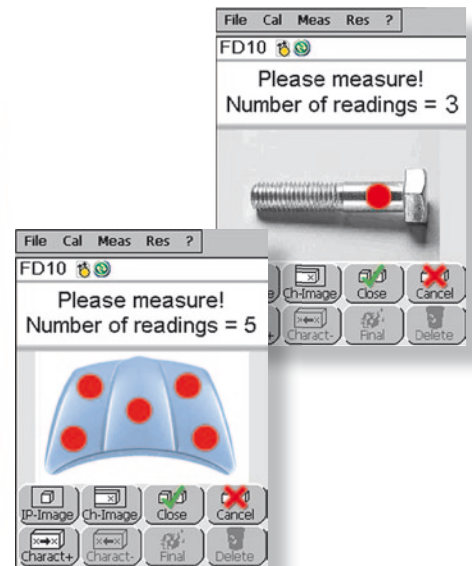 File Cal Meas Res ?
FD10
Please measure!
Number of readings = 3
Ch-Image Close Cancel
Charact- Final Delete
File Cal Meas Res ?
FD10
Please measure!
Number of readings = 5
IP-Image Ch-Image Close Cancel
Charact+ Charact- Final Delete